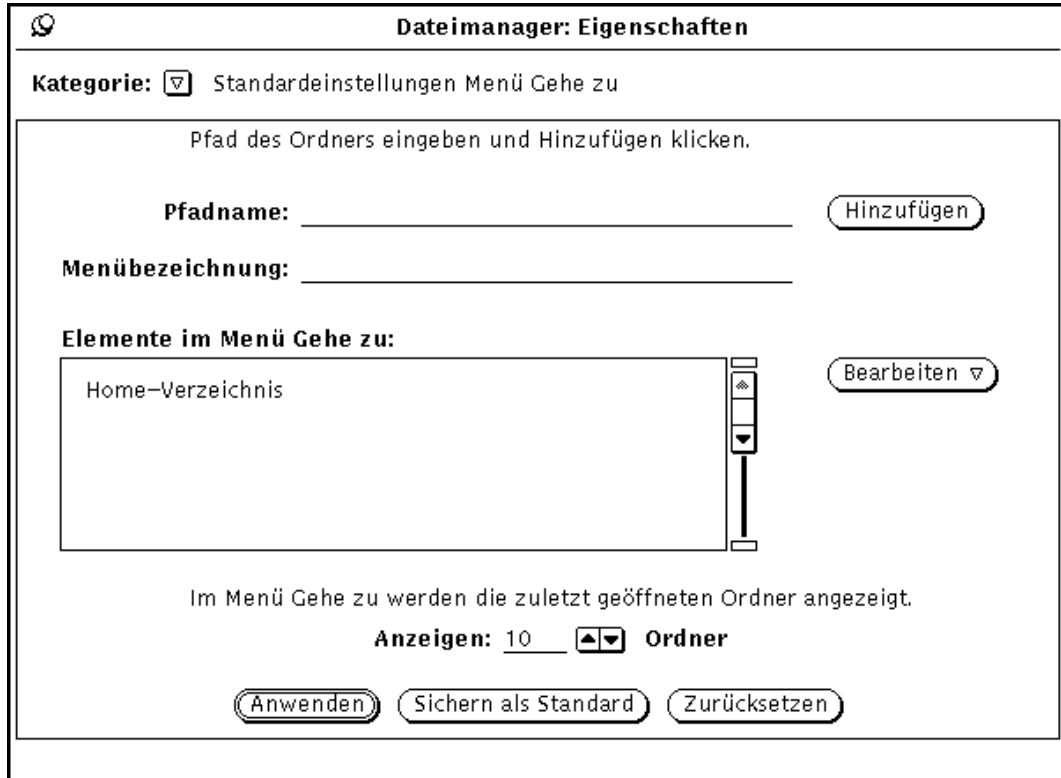 Dateimanager: Eigenschaften
Kategorie: Standardeinstellungen Menü Gehe zu
Pfad des Ordners eingeben und Hinzufügen klicken.
Pfadname: Hinzufügen
Menübezeichnung:
Elemente im Menü Gehe zu:
Home-Verzeichnis Bearbeiten
Im Menü Gehe zu werden die zuletzt geöffneten Ordner angezeigt.
Anzeigen: 10 Ordner
Anwenden Sichern als Standard Zurücksetzen